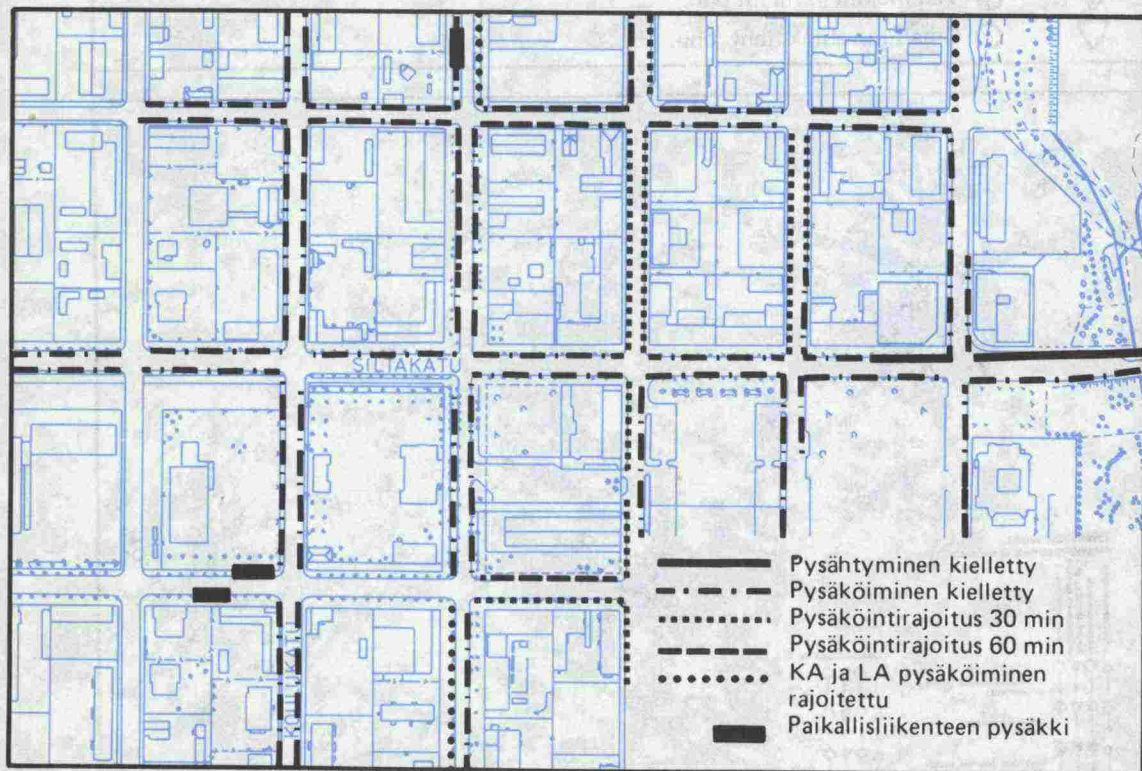 SILTAKATU
KOULUKATU
Pysähtyminen kielletty
Pysäköiminen kielletty
Pysäköintirajoitus 30 min
Pysäköintirajoitus 60 min
KA ja LA pysäköiminen
rajoitettu
Paikallisliikenteen pysäkki